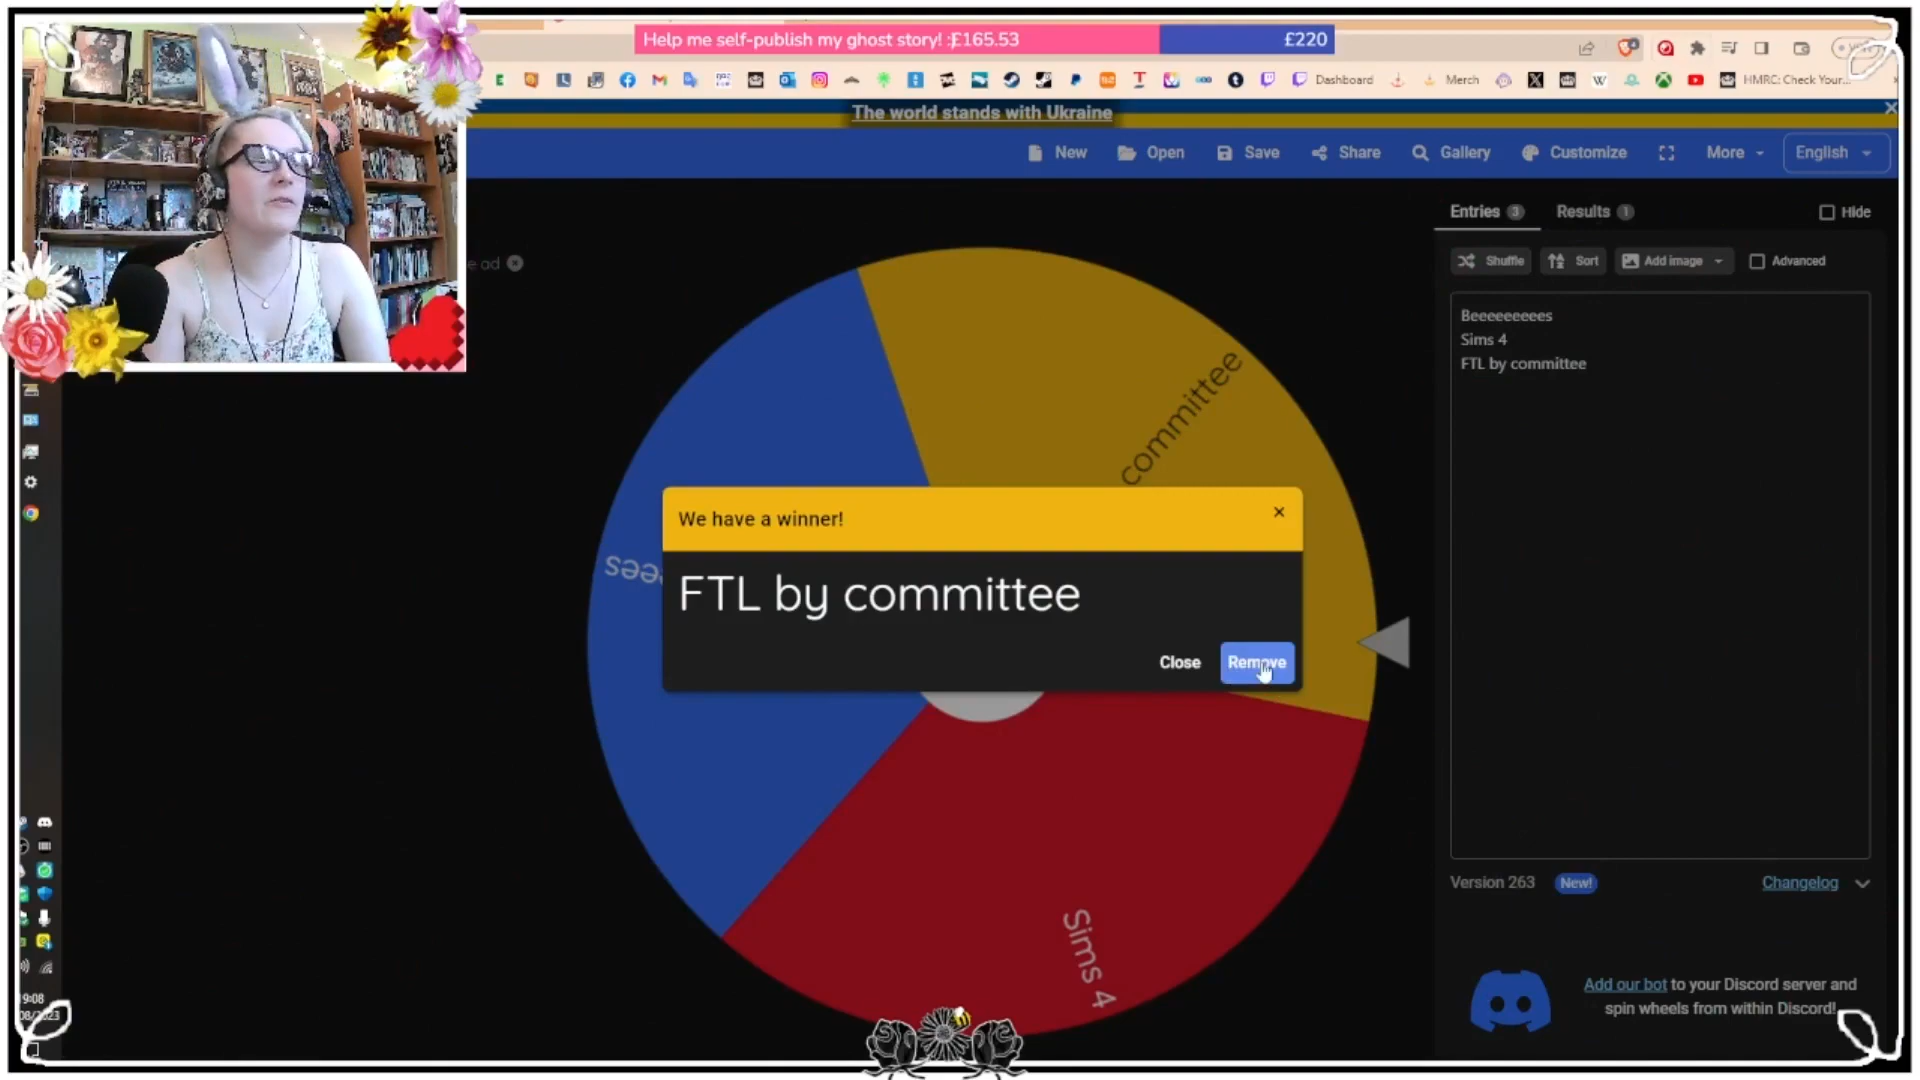 Help me self-publish my ghost story! :£165.53
£220
Dashboard
Merch
HMRC: Check Your...
The world stands with Ukraine
New
Open
Save
Share
Gallery
Customize
More
English
Entries 3
Results 1
Hide
e ad
Shuffle
Sort
Add image
Advanced
Beeeeeeeees
Sims 4
FTL by committee
committee
We have a winner!
FTL by committee
Close
Remove
Sims 4
Version 263
New!
Changelog
Add our bot to your Discord server and
spin wheels from within Discord!